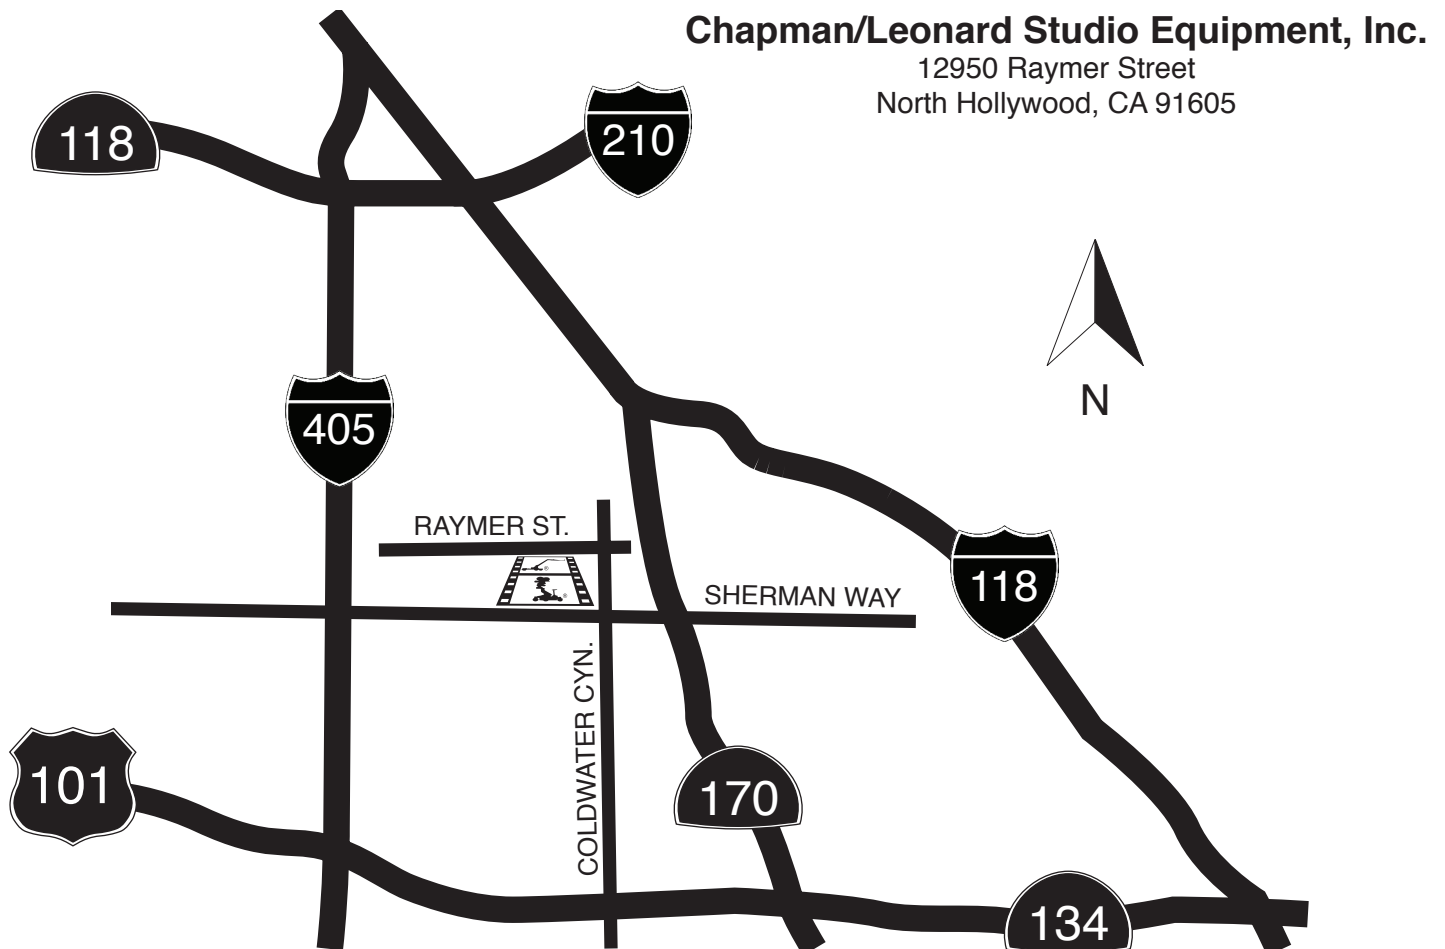 Chapman/Leonard Studio Equipment, Inc.
12950 Raymer Street
North Hollywood, CA 91605
118
210
N
405
RAYMER ST.
118
SHERMAN WAY
COLDWATER CYN.
101
170
134